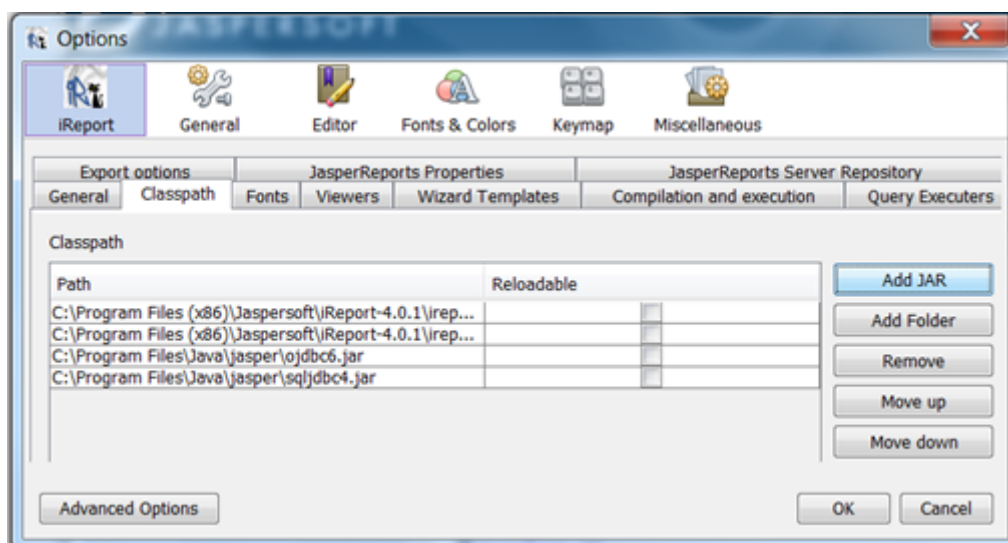 JASPERSOFT
Options
iReport General Editor Fonts & Colors Keymap Miscellaneous
Export options JasperReports Properties JasperReports Server Repository
General Classpath Fonts Viewers Wizard Templates Compilation and execution Query Executers
Classpath
Path Reloadable
C:\Program Files (x86)\Jaspersoft\iReport-4.0.1\irep...
C:\Program Files (x86)\Jaspersoft\iReport-4.0.1\irep...
C:\Program Files\Java\jasper\ojdbc6.jar
C:\Program Files\Java\jasper\sqljdbc4.jar
Add JAR
Add Folder
Remove
Move up
Move down
Advanced Options OK Cancel